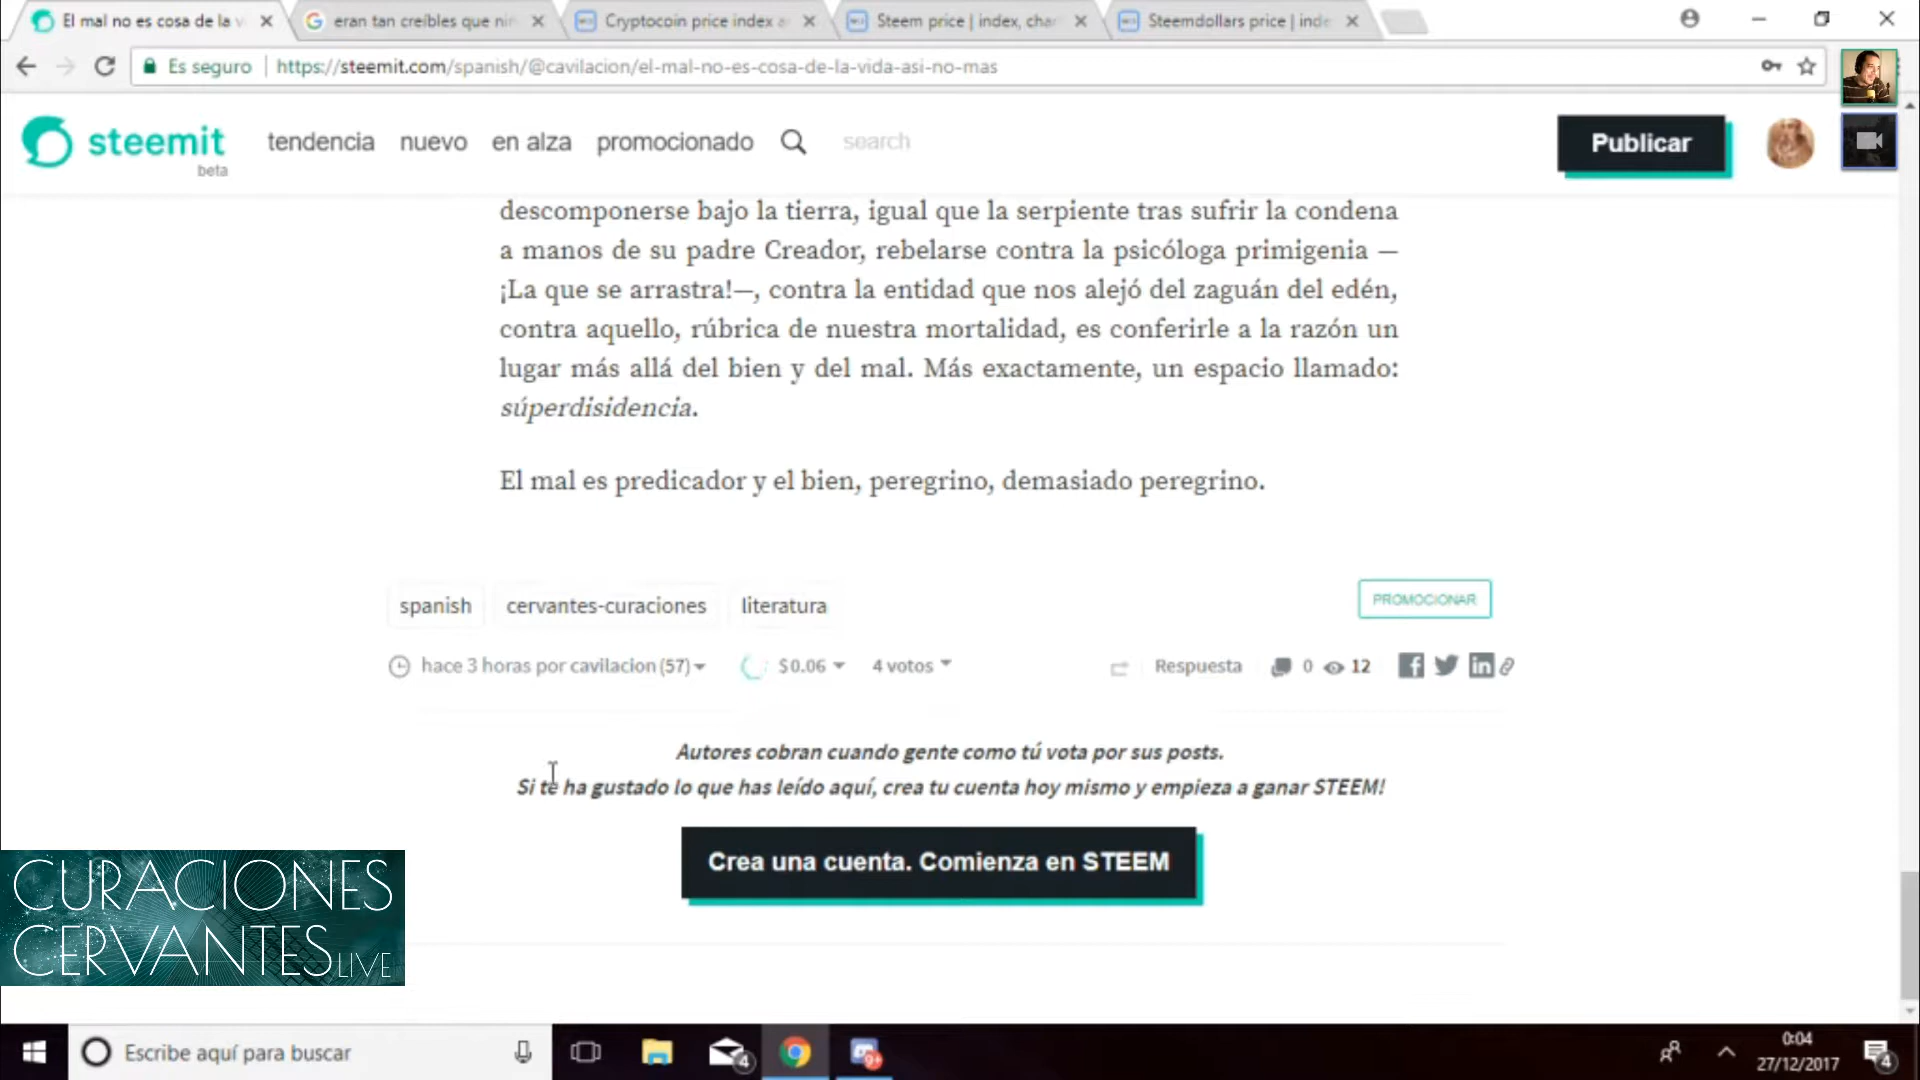 El mal no es cosa de la v
eran tan creíbles que nin
Cryptocoin price index a
Steem price | index, cha
Steemdollars price | inde
Es seguro
https://steemit.com/spanish/@cavilacion/el-mal-no-es-cosa-de-la-vida-asi-no-mas
steemit
beta
tendencia
nuevo
en alza
promocionado
search
Publicar
descomponerse bajo la tierra, igual que la serpiente tras sufrir la condena
a manos de su padre Creador, rebelarse contra la psicóloga primigenia —
¡La que se arrastra!—, contra la entidad que nos alejó del zaguán del edén,
contra aquello, rúbrica de nuestra mortalidad, es conferirle a la razón un
lugar más allá del bien y del mal. Más exactamente, un espacio llamado:
súperdisidencia.
El mal es predicador y el bien, peregrino, demasiado peregrino.
spanish
cervantes-curaciones
literatura
PROMOCIONAR
hace 3 horas por cavilacion (57)
$0.06
4 votos
Respuesta
0
12
Autores cobran cuando gente como tú vota por sus posts.
Si te ha gustado lo que has leído aquí, crea tu cuenta hoy mismo y empieza a ganar STEEM!
Crea una cuenta. Comienza en STEEM
CURACIONES
CERVANTES LIVE
Escribe aquí para buscar
4
9+
0:04
27/12/2017
4